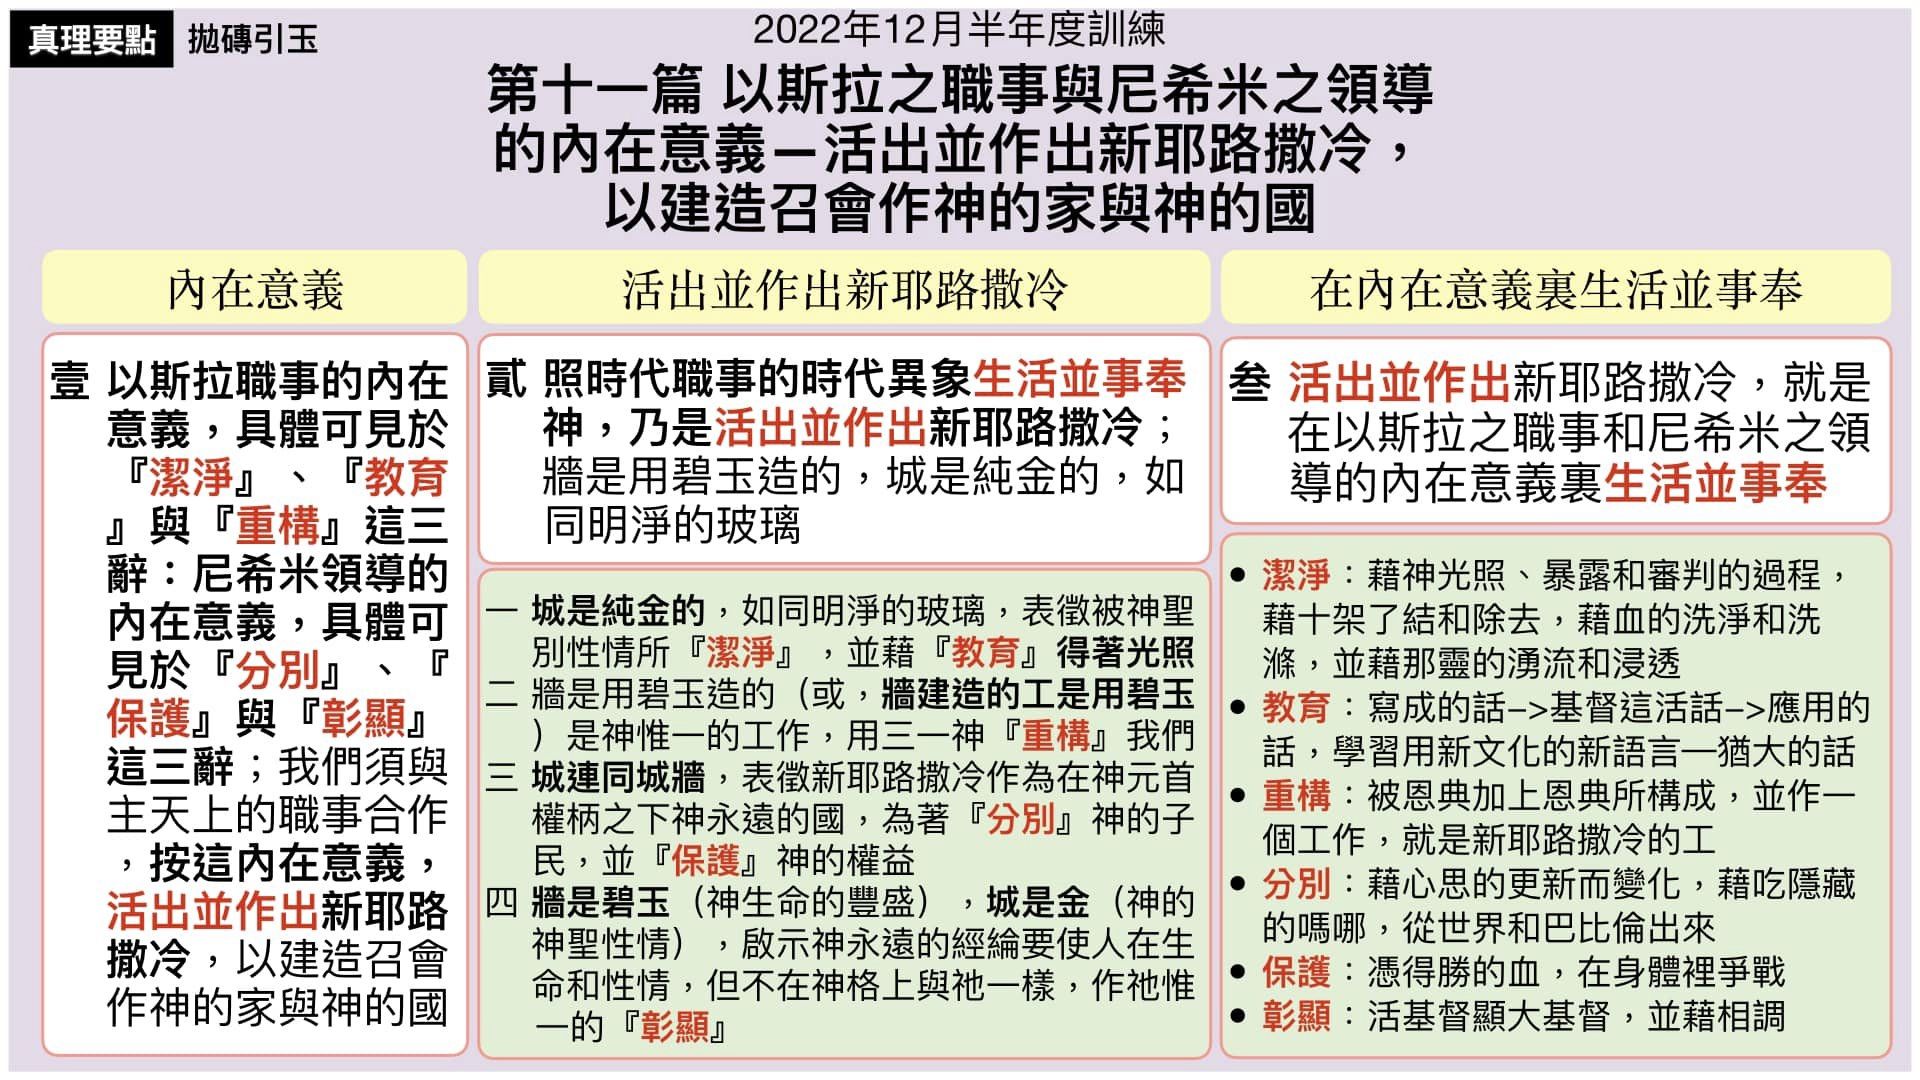 真理要點 拋磚引玉
2022年12月半年度訓練
第十一篇 以斯拉之職事與尼希米之領導
的內在意義—活出並作出新耶路撒冷，
以建造召會作神的家與神的國
內在意義
壹 以斯拉職事的內在
意義，具體可見於
『潔淨』、『教育
』與『重構』這三
辭：尼希米領導的
內在意義，具體可
見於『分別』、『
保護』與『彰顯』
這三辭；我們須與
主天上的職事合作
，按這內在意義，
活出並作出新耶路
撒冷，以建造召會
作神的家與神的國
活出並作出新耶路撒冷
貳 照時代職事的時代異象生活並事奉
神，乃是活出並作出新耶路撒冷；
牆是用碧玉造的，城是純金的，如
同明淨的玻璃
一 城是純金的，如同明淨的玻璃，表徵被神聖
別性情所『潔淨』，並藉『教育』得著光照
二 牆是用碧玉造的（或，牆建造的工是用碧玉
）是神惟一的工作，用三一神『重構』我們
三 城連同城牆，表徵新耶路撒冷作為在神元首
權柄之下神永遠的國，為著『分別』神的子
民，並『保護』神的權益
四 牆是碧玉（神生命的豐盛），城是金（神的
神聖性情），啟示神永遠的經綸要使人在生
命和性情，但不在神格上與祂一樣，作祂惟
一的『彰顯』
在內在意義裏生活並事奉
叁 活出並作出新耶路撒冷，就是
在以斯拉之職事和尼希米之領
導的內在意義裏生活並事奉
• 潔淨：藉神光照、暴露和審判的過程，
藉十架了結和除去，藉血的洗淨和洗
滌，並藉那靈的湧流和浸透
• 教育：寫成的話–>基督這活話–>應用的
話，學習用新文化的新語言—猶大的話
• 重構：被恩典加上恩典所構成，並作一
個工作，就是新耶路撒冷的工
• 分別：藉心思的更新而變化，藉吃隱藏
的嗎哪，從世界和巴比倫出來
• 保護：憑得勝的血，在身體裡爭戰
• 彰顯：活基督顯大基督，並藉相調